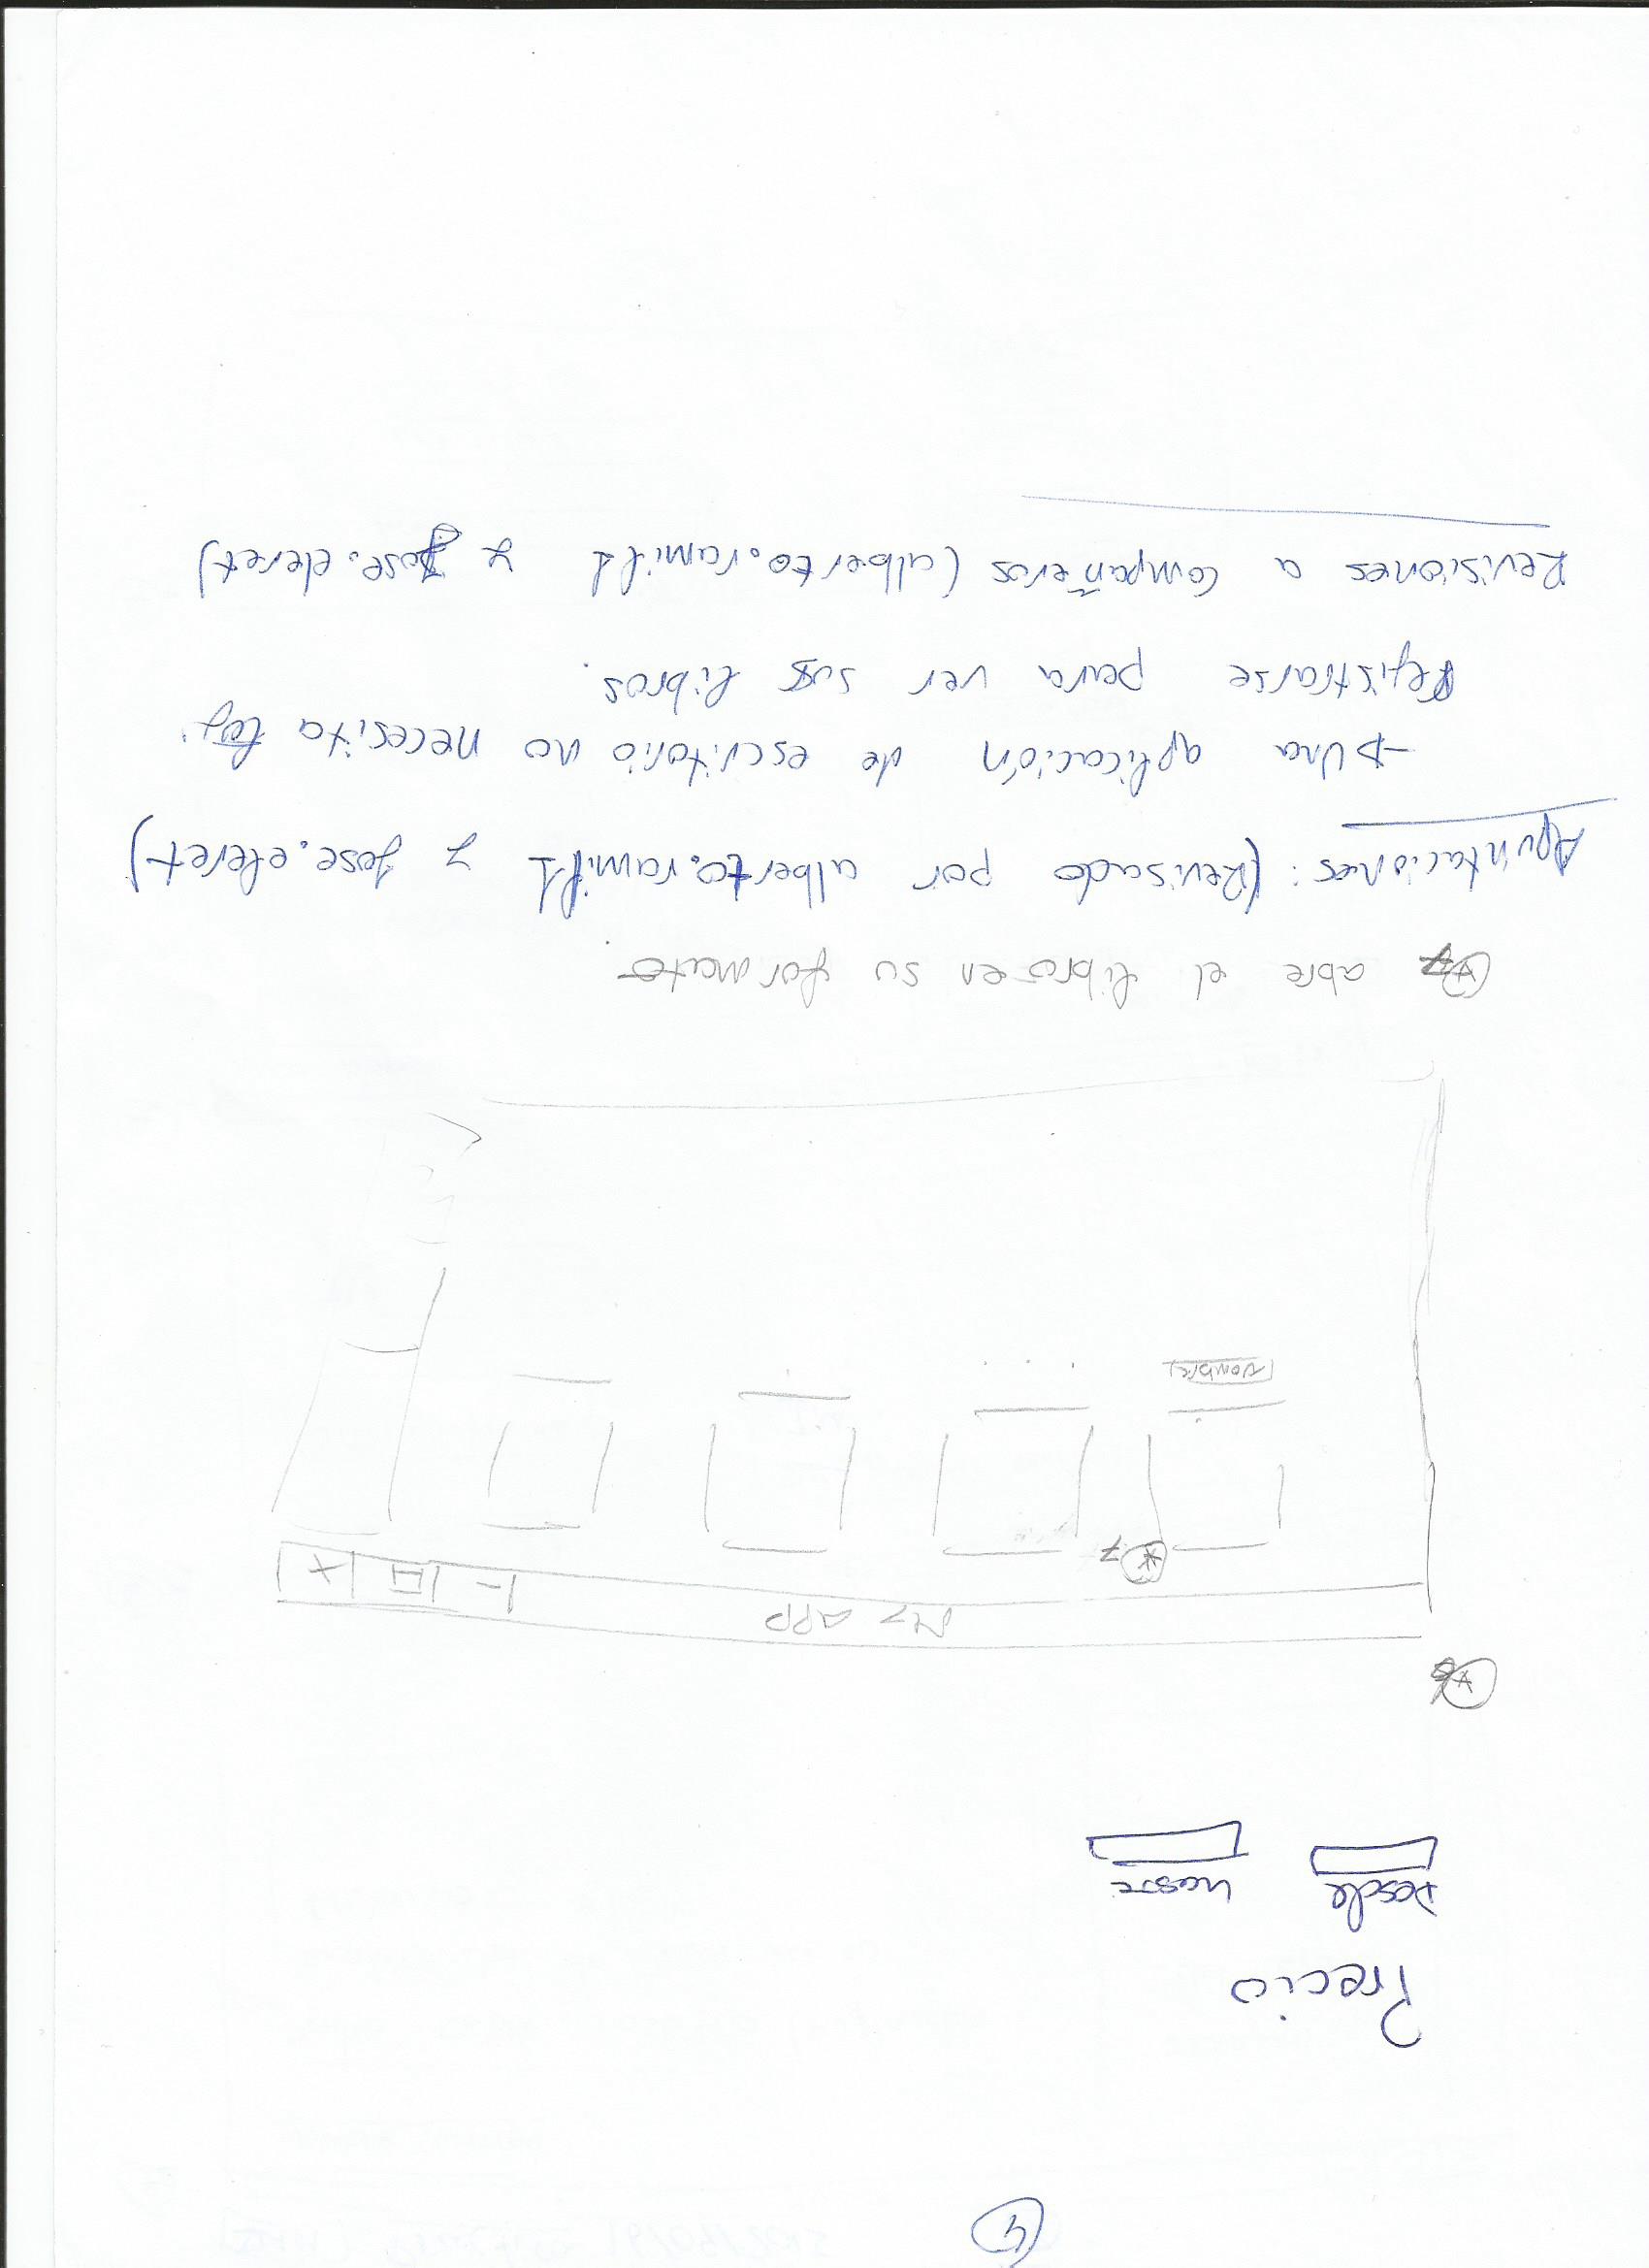 4
Precio
Desde hasta
*6
My APP
- □ X
*7
Nombre
. . .
*7 abre el libro en su formato.
Apuntaciones: (Revisado por alberto.ramil1 y jose.eleret)
→ Una aplicación de escritorio no necesita
registrarse para ver sus libros.
Revisiones a Compañeros (alberto.ramil1 y jose.eleret)